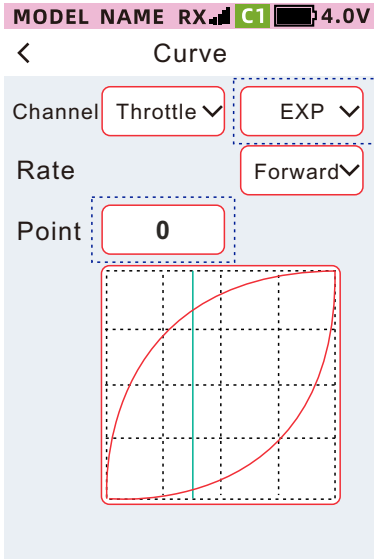 MODEL NAME RX C1 4.0V
Curve
Channel Throttle EXP
Rate Forward
Point 0